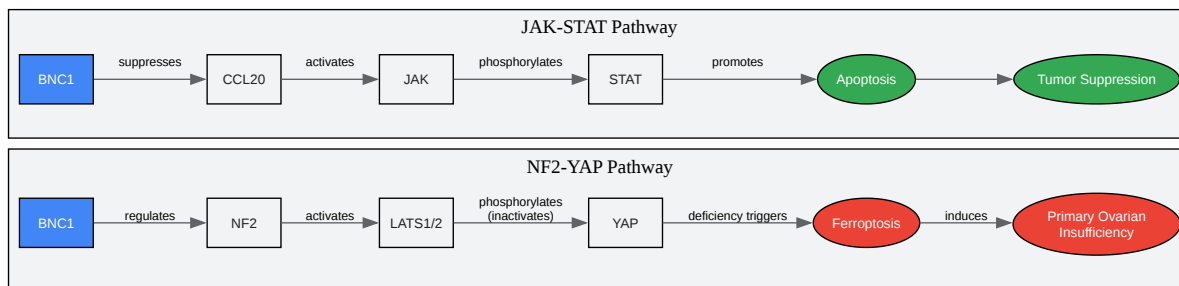 JAK-STAT Pathway
BNC1
suppresses
CCL20
activates
JAK
phosphorylates
STAT
promotes
Apoptosis
Tumor Suppression
NF2-YAP Pathway
BNC1
regulates
NF2
activates
LATS1/2
phosphorylates
(inactivates)
YAP
deficiency triggers
Ferroptosis
induces
Primary Ovarian
Insufficiency